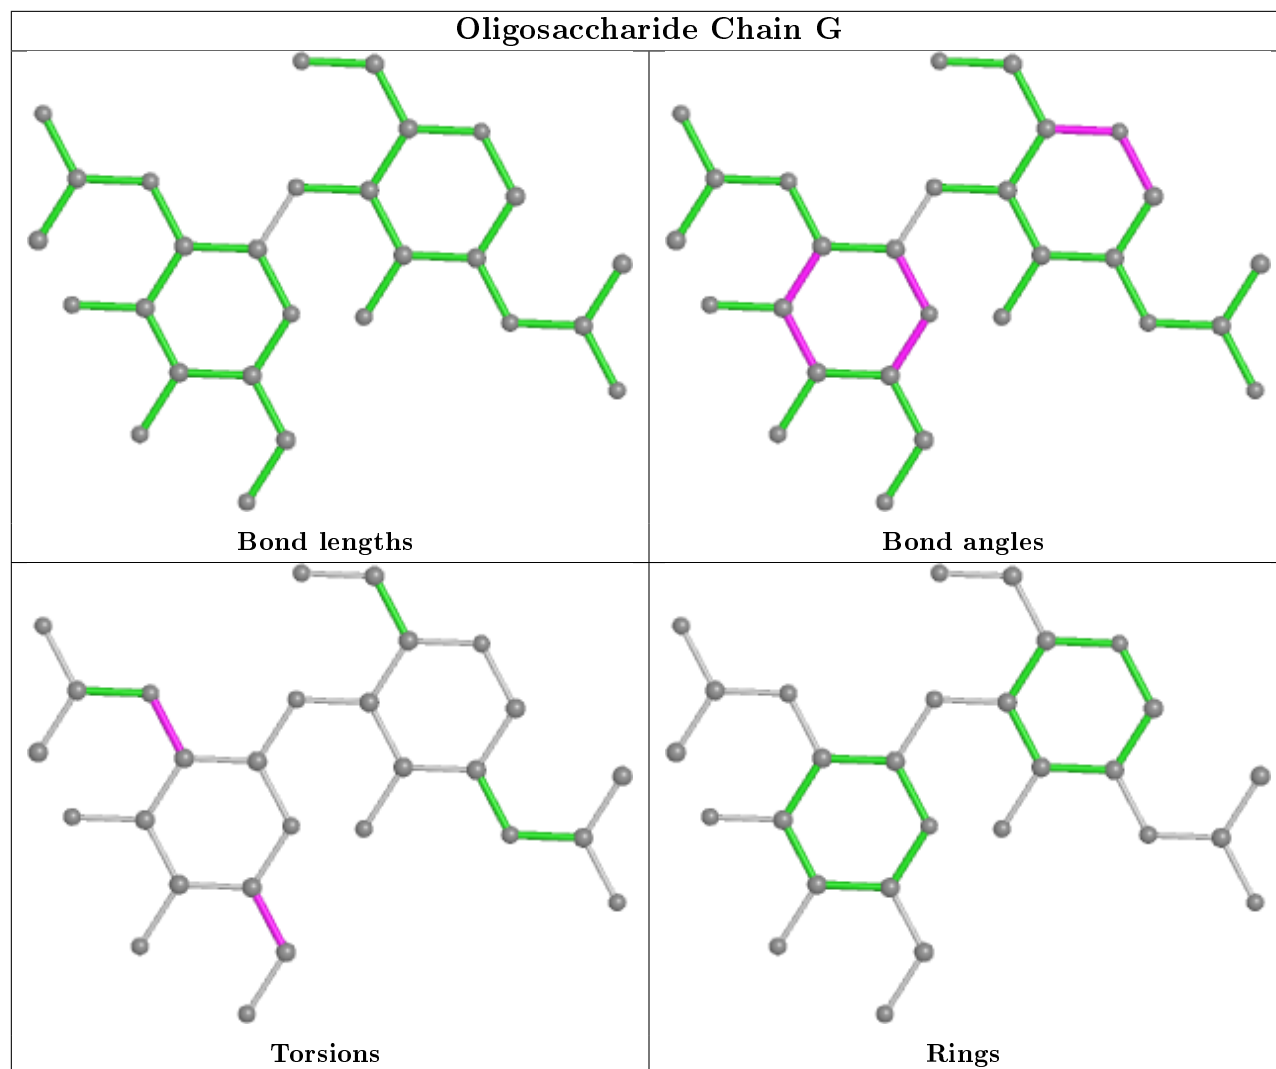 Oligosaccharide Chain G
Bond lengths
Bond angles
Torsions
Rings